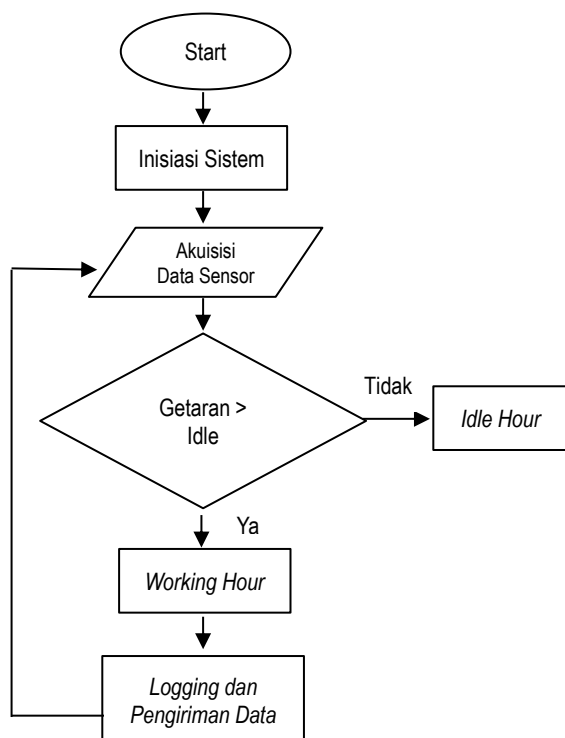 Start
Inisiasi Sistem
Akuisisi
Data Sensor
Getaran >
Idle
Tidak
Idle Hour
Ya
Working Hour
Logging dan
Pengiriman Data